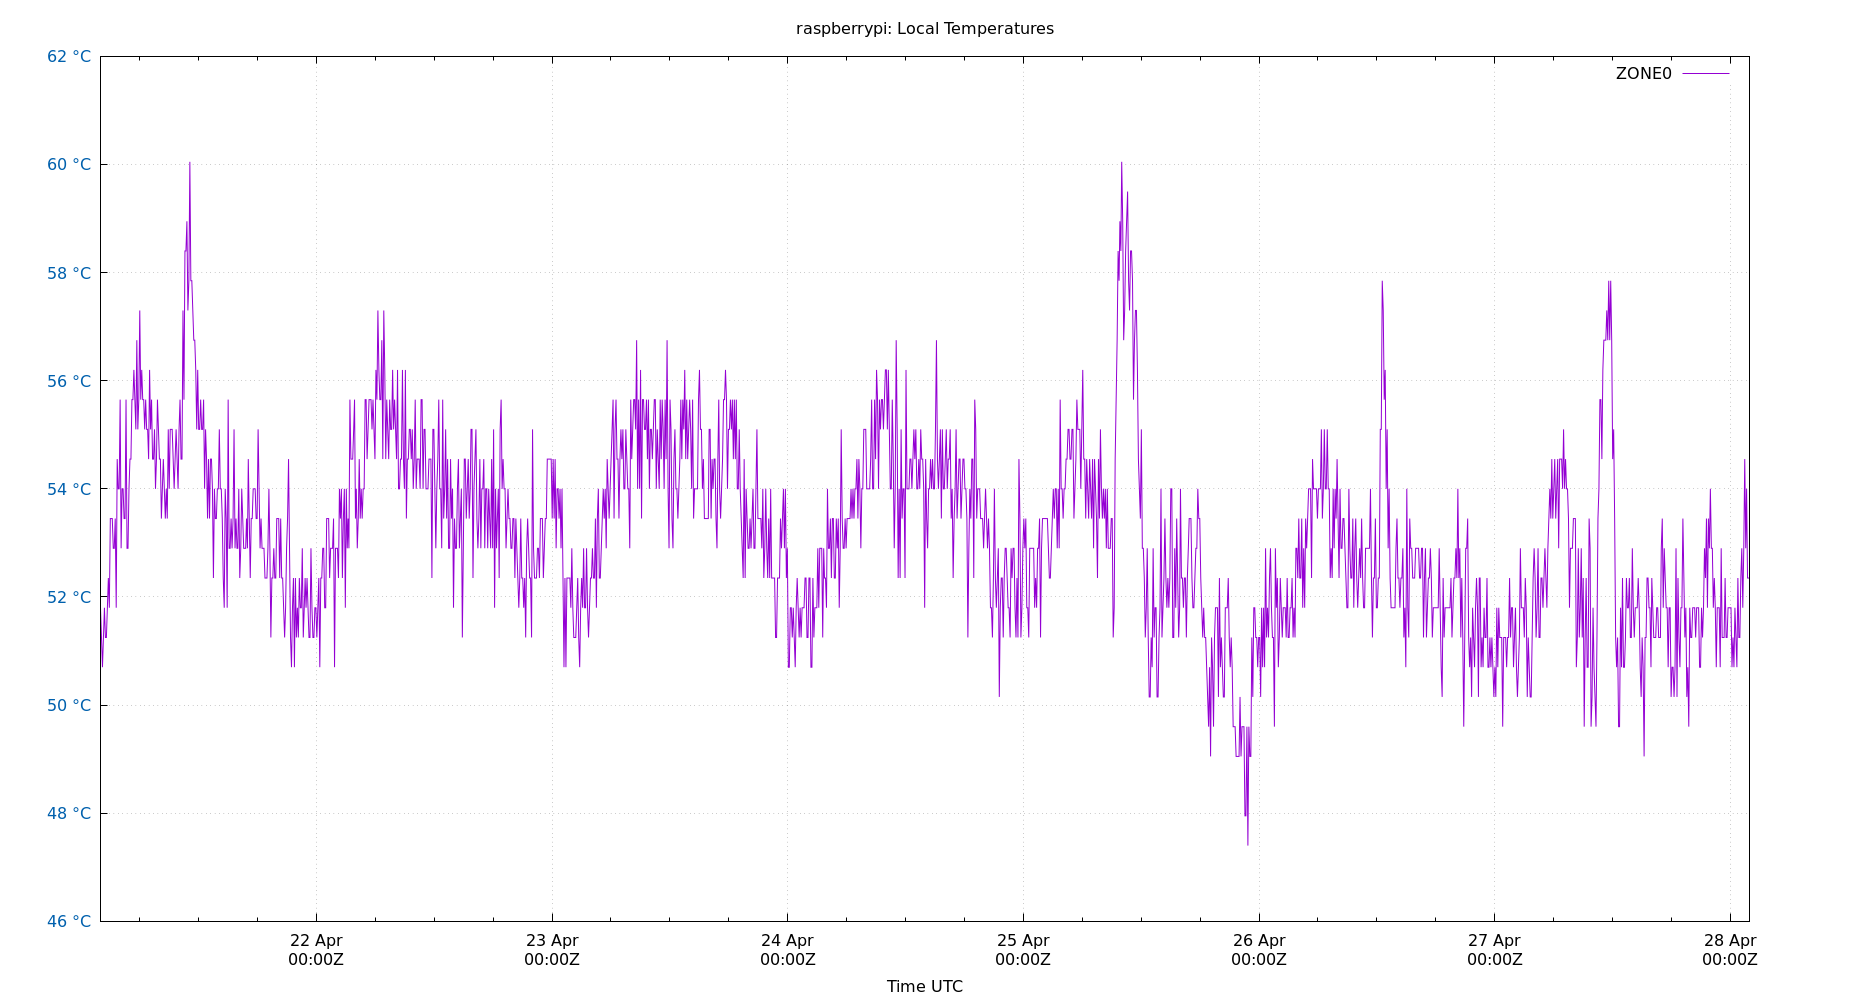 raspberrypi: Local Temperatures
62 °C
ZONE0
60 °C
58 °C
56 °C
54 °C
52 °C
50 °C
48 °C
46 °C
22 Apr 23 Apr 24 Apr 25 Apr 26 Apr 27 Apr 28 Apr
00:00Z 00:00Z 00:00Z 00:00Z 00:00Z 00:00Z 00:00Z
Time UTC